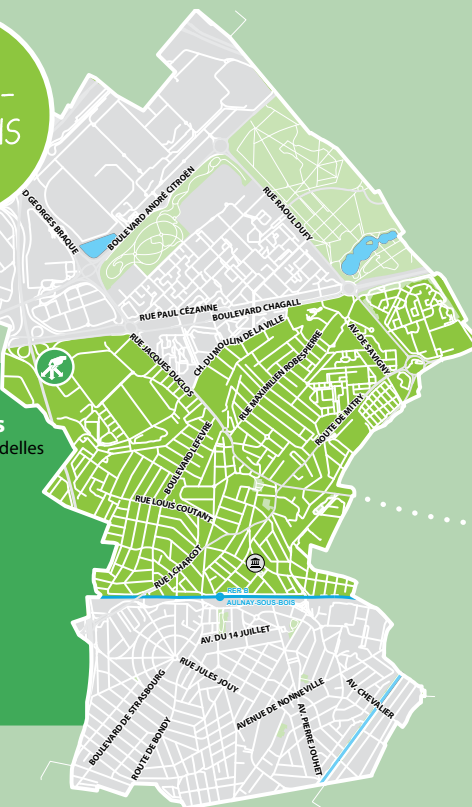 D GEORGES BRAQUE
BOULEVARD ANDRÉ CITROËN
RUE RAOUL DUFY
RUE PAUL CÉZANNE
BOULEVARD CHAGALL
CH. DU MOULIN DE LA VILLE
RUE JACQUES DUCLOS
RUE MAXIMILIEN ROBESPIERRE
AV. DE SAVIGNY
ROUTE DE MITRY
delles
BOULEVARD LEFEVRE
RUE LOUIS COUTANT
RUE J.CHARCOT
RER B
AULNAY-SOUS-BOIS
AV. DU 14 JUILLET
RUE JULES JOUY
BOULEVARD DE STRASBOURG
ROUTE DE BONDY
AVENUE DE NONNEVILLE
AV. PIERRE JOUHET
AV. CHEVALIER